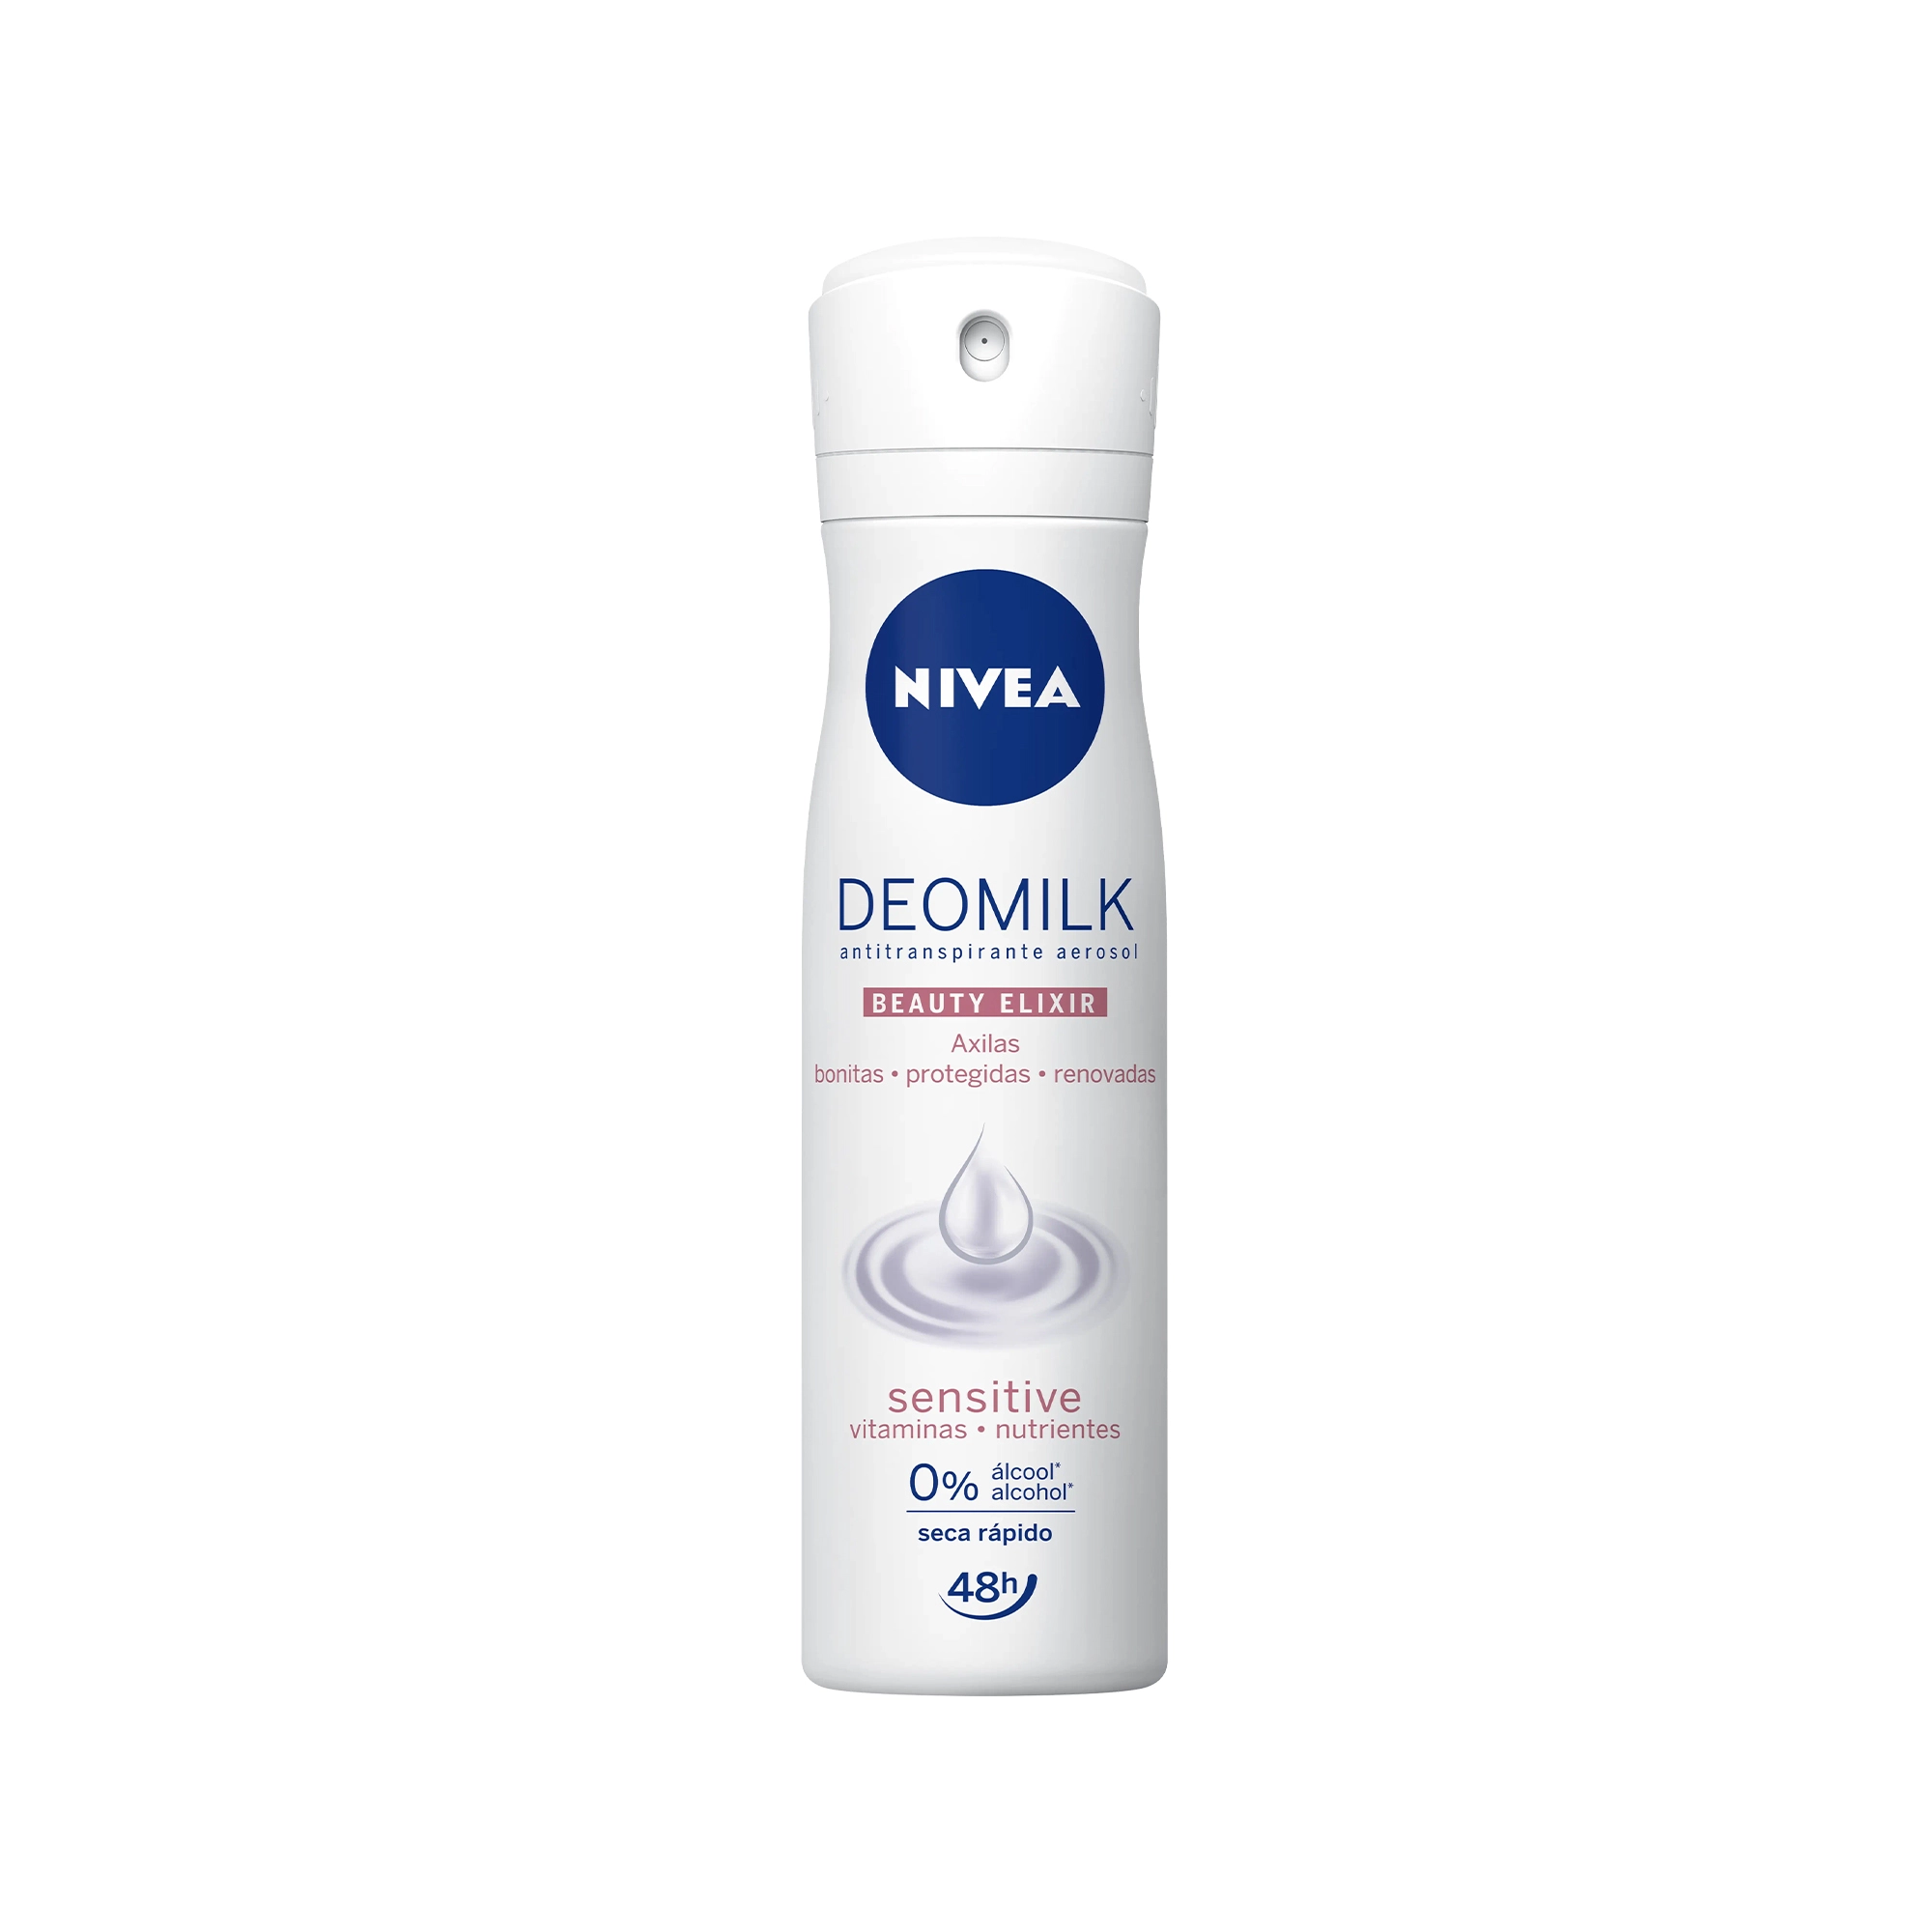 NIVEA
DEOMILK
antitranspirante aerosol
BEAUTY ELIXIR
Axilas
bonitas • protegidas • renovadas
sensitive
vitaminas • nutrientes
0% álcool*
alcohol*
seca rápido
48h